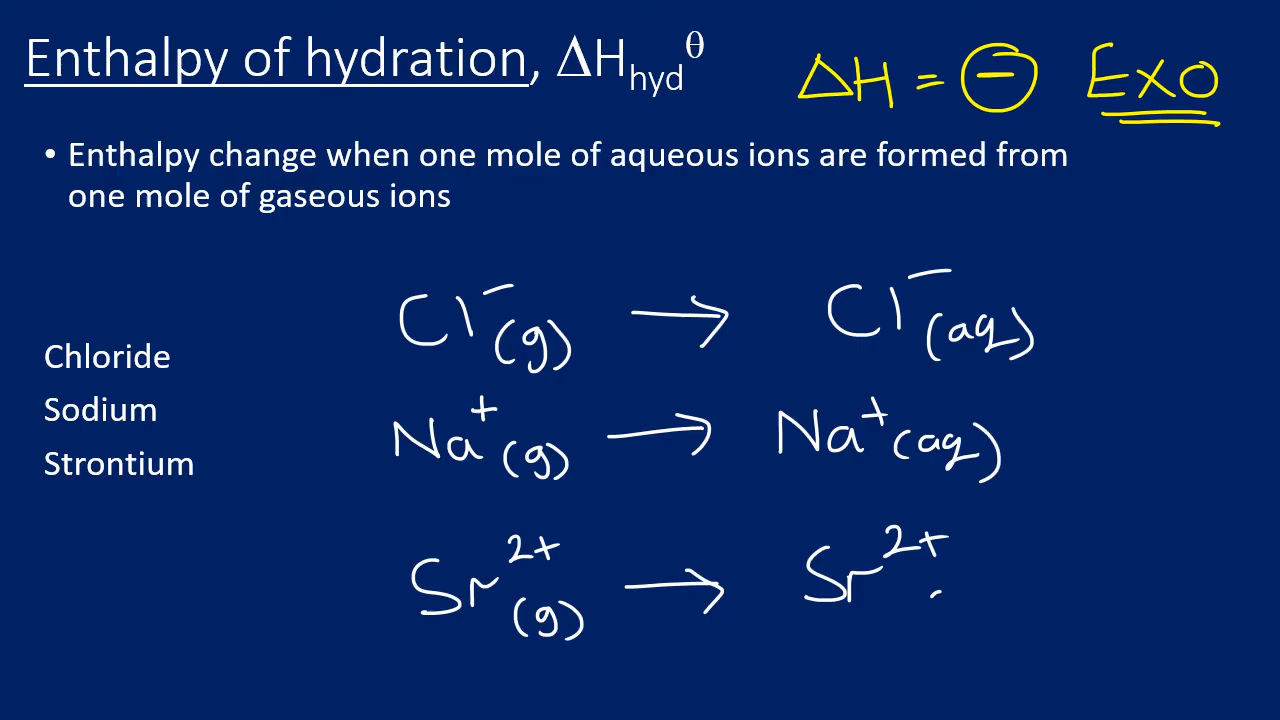 Enthalpy of hydration, ΔHhyd^θ
ΔH = ⊖ Exo
• Enthalpy change when one mole of aqueous ions are formed from
one mole of gaseous ions
Cl⁻(g) → Cl⁻(aq)
Chloride
Sodium
Na⁺(g) → Na⁺(aq)
Strontium
Sr²⁺(g) → Sr²⁺